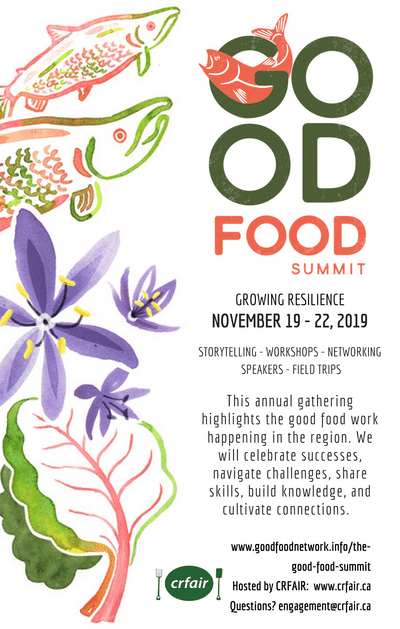 GO
OD
FOOD
SUMMIT
GROWING RESILIENCE
NOVEMBER 19 - 22, 2019
STORYTELLING - WORKSHOPS - NETWORKING
SPEAKERS - FIELD TRIPS
This annual gathering
highlights the good food work
happening in the region. We
will celebrate successes,
navigate challenges, share
skills, build knowledge, and
cultivate connections.
www.goodfoodnetwork.info/the-
good-food-summit
crfair
Hosted by CRFAIR: www.crfair.ca
Questions? engagement@crfair.ca